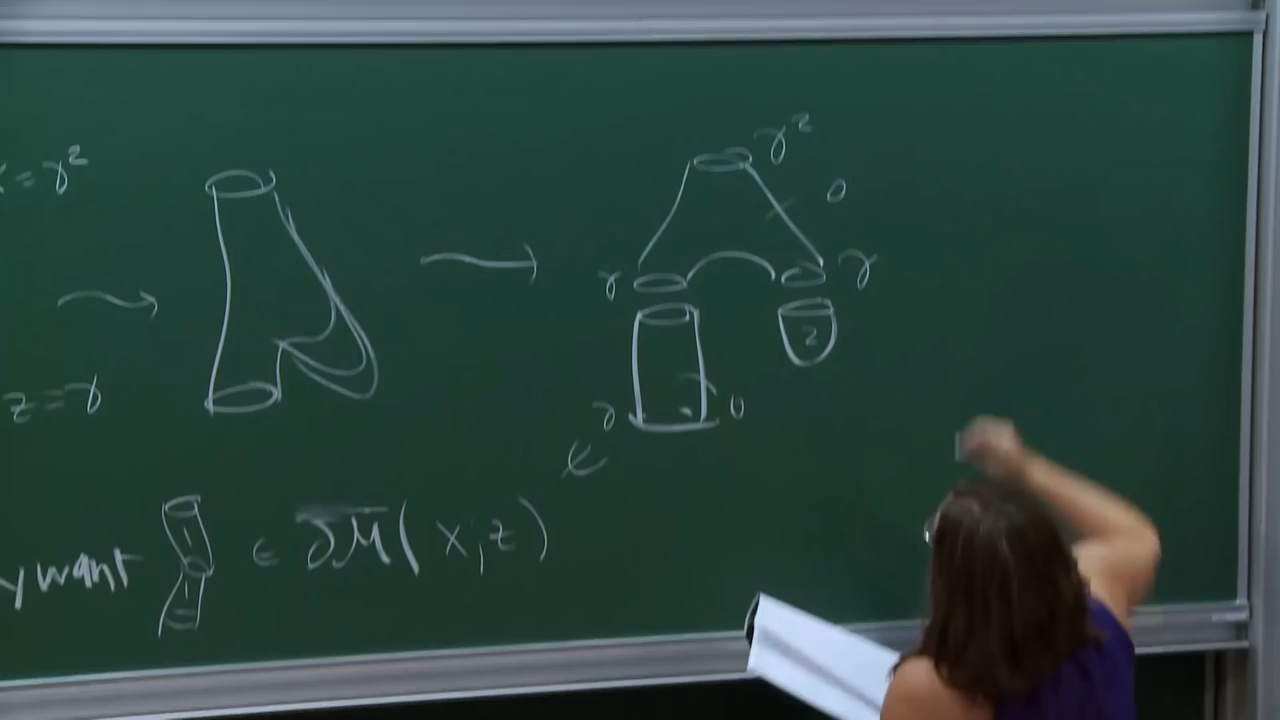 = γ²
γ²
0
γ γ
2
z = γ
γ 0
∈
y want ∈ ∂M̄(x; z)